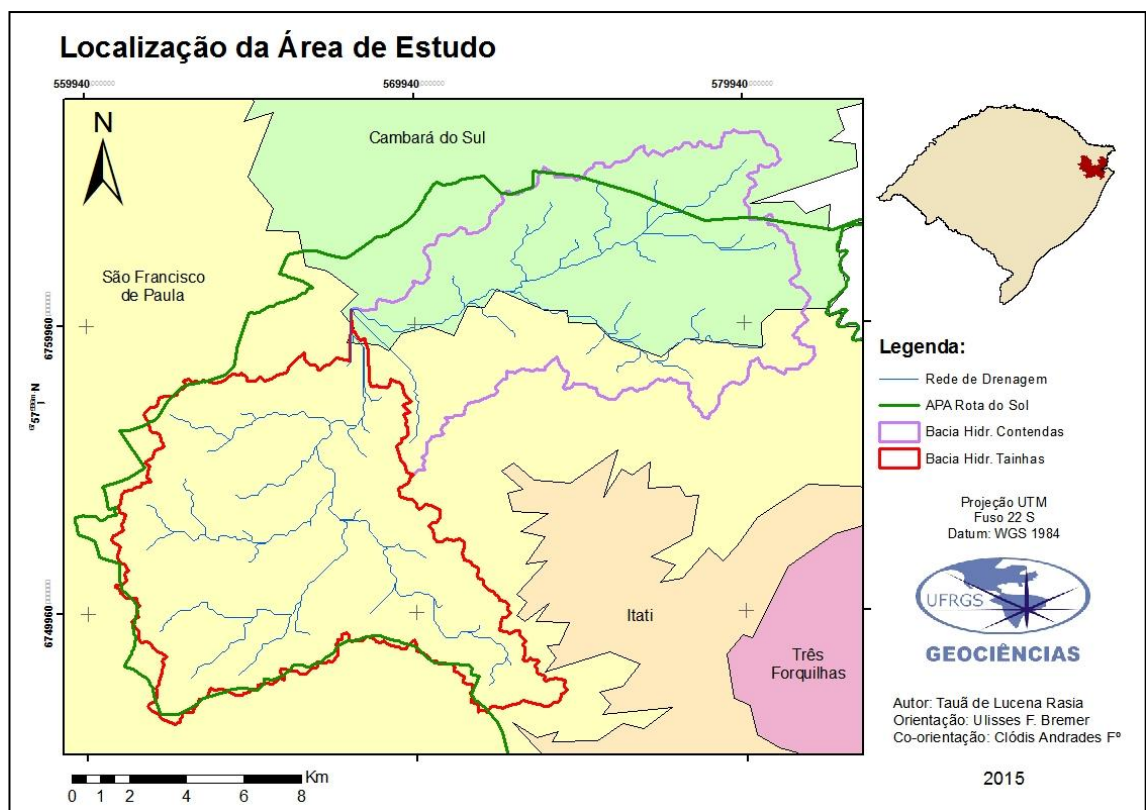 Localização da Área de Estudo
559940
569940
579940
N
Cambará do Sul
São Francisco
de Paula
6759960
N
6749960
Itati
Três
Forquilhas
Km
0 1 2 4 6 8
Legenda:
Rede de Drenagem
APA Rota do Sol
Bacia Hidr. Contendas
Bacia Hidr. Tainhas
Projeção UTM
Fuso 22 S
Datum: WGS 1984
UFRGS
GEOCIÊNCIAS
Autor: Tauã de Lucena Rasia
Orientação: Ulisses F. Bremer
Co-orientação: Clódis Andrades Fº
2015